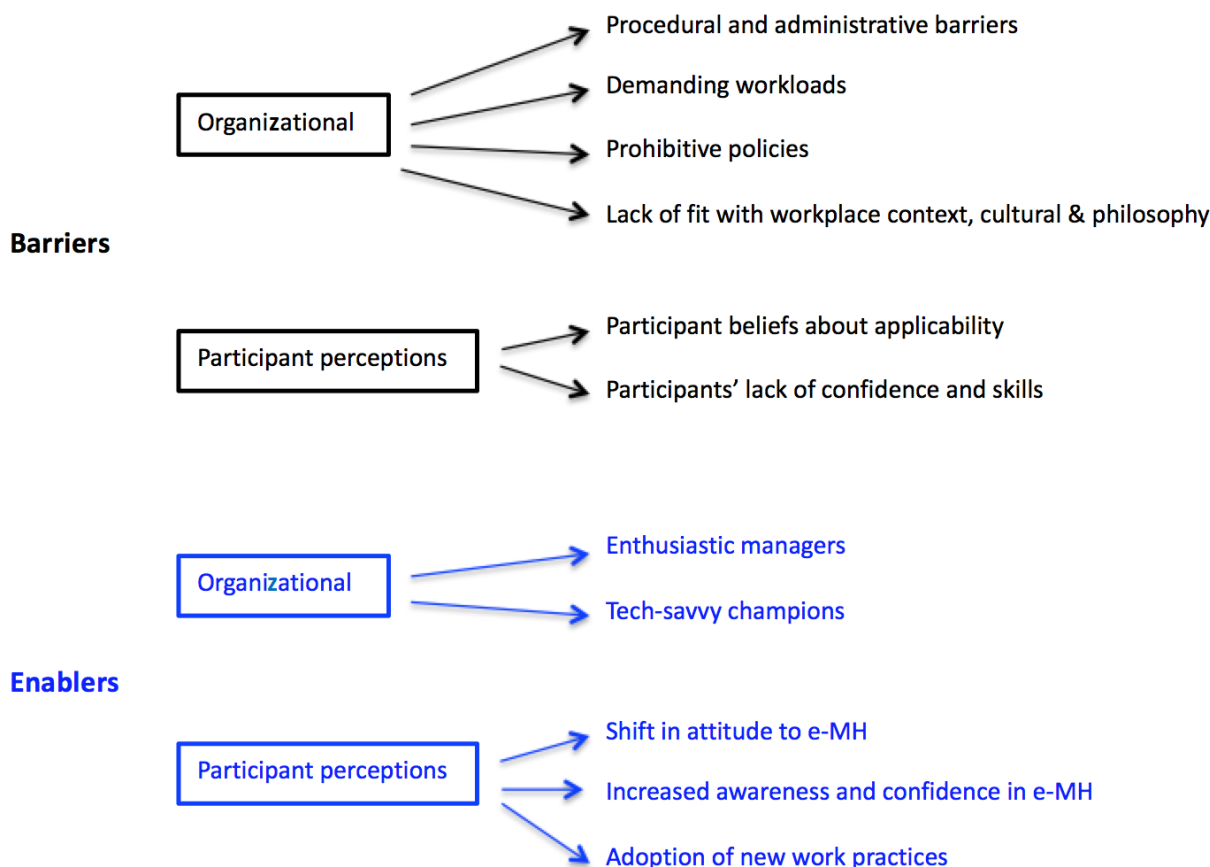 Procedural and administrative barriers
Organizational
Demanding workloads
Prohibitive policies
Lack of fit with workplace context, cultural & philosophy
Barriers
Participant perceptions
Participant beliefs about applicability
Participants’ lack of confidence and skills
Organizational
Enthusiastic managers
Tech-savvy champions
Enablers
Participant perceptions
Shift in attitude to e-MH
Increased awareness and confidence in e-MH
Adoption of new work practices